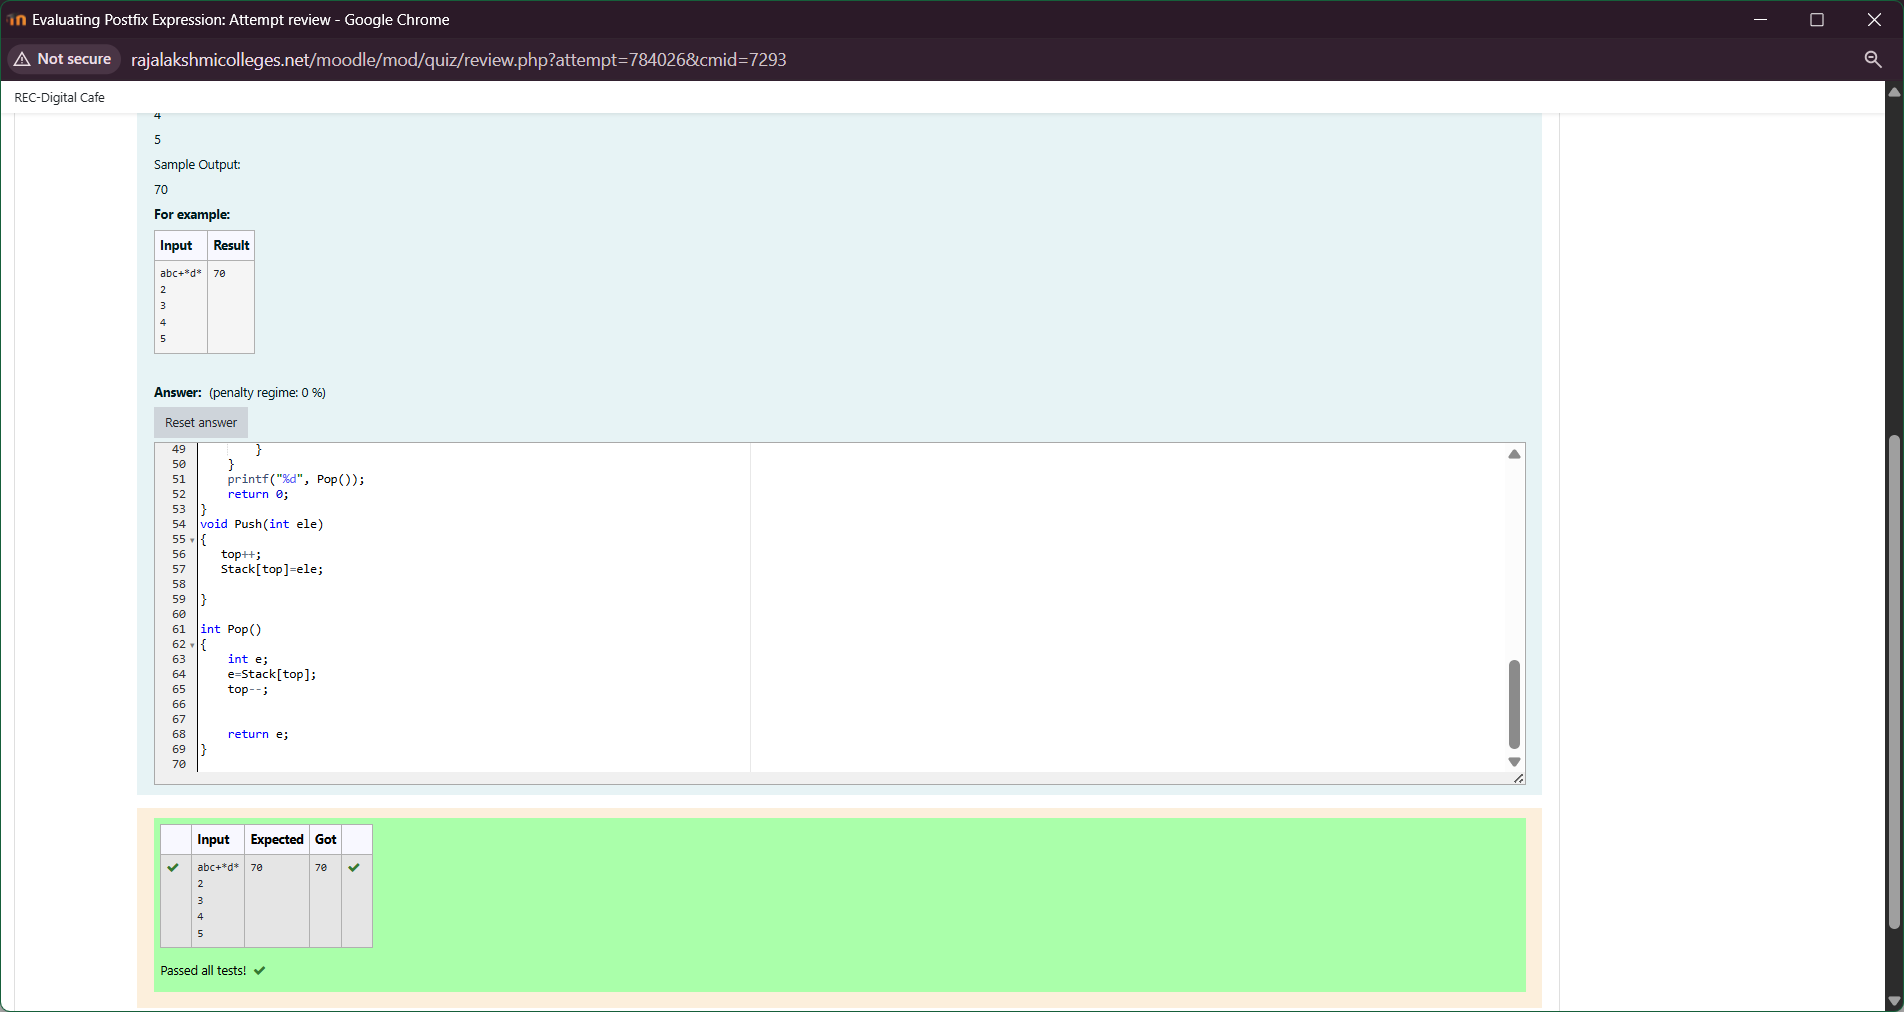 Evaluating Postfix Expression: Attempt review - Google Chrome
Not secure rajalakshmicolleges.net/moodle/mod/quiz/review.php?attempt=784026&cmid=7293
REC-Digital Cafe
4
5
Sample Output:
70
For example:
Input Result
abc+*d* 70
2
3
4
5
Answer: (penalty regime: 0 %)
Reset answer
49 }
50 }
51 printf("%d", Pop());
52 return 0;
53 }
54 void Push(int ele)
55 {
56 top++;
57 Stack[top]=ele;
58
59 }
60
61 int Pop()
62 {
63 int e;
64 e=Stack[top];
65 top--;
66
67
68 return e;
69 }
70
Input Expected Got
abc+*d* 70 70
2
3
4
5
Passed all tests!